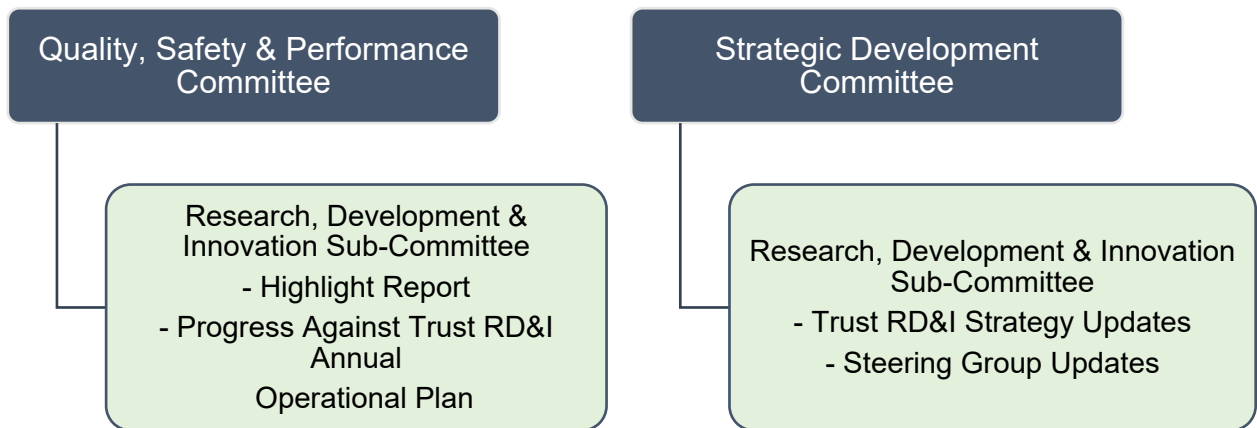 Quality, Safety & Performance
Committee
Research, Development &
Innovation Sub-Committee
- Highlight Report
- Progress Against Trust RD&I
Annual
Operational Plan
Strategic Development
Committee
Research, Development & Innovation
Sub-Committee
- Trust RD&I Strategy Updates
- Steering Group Updates